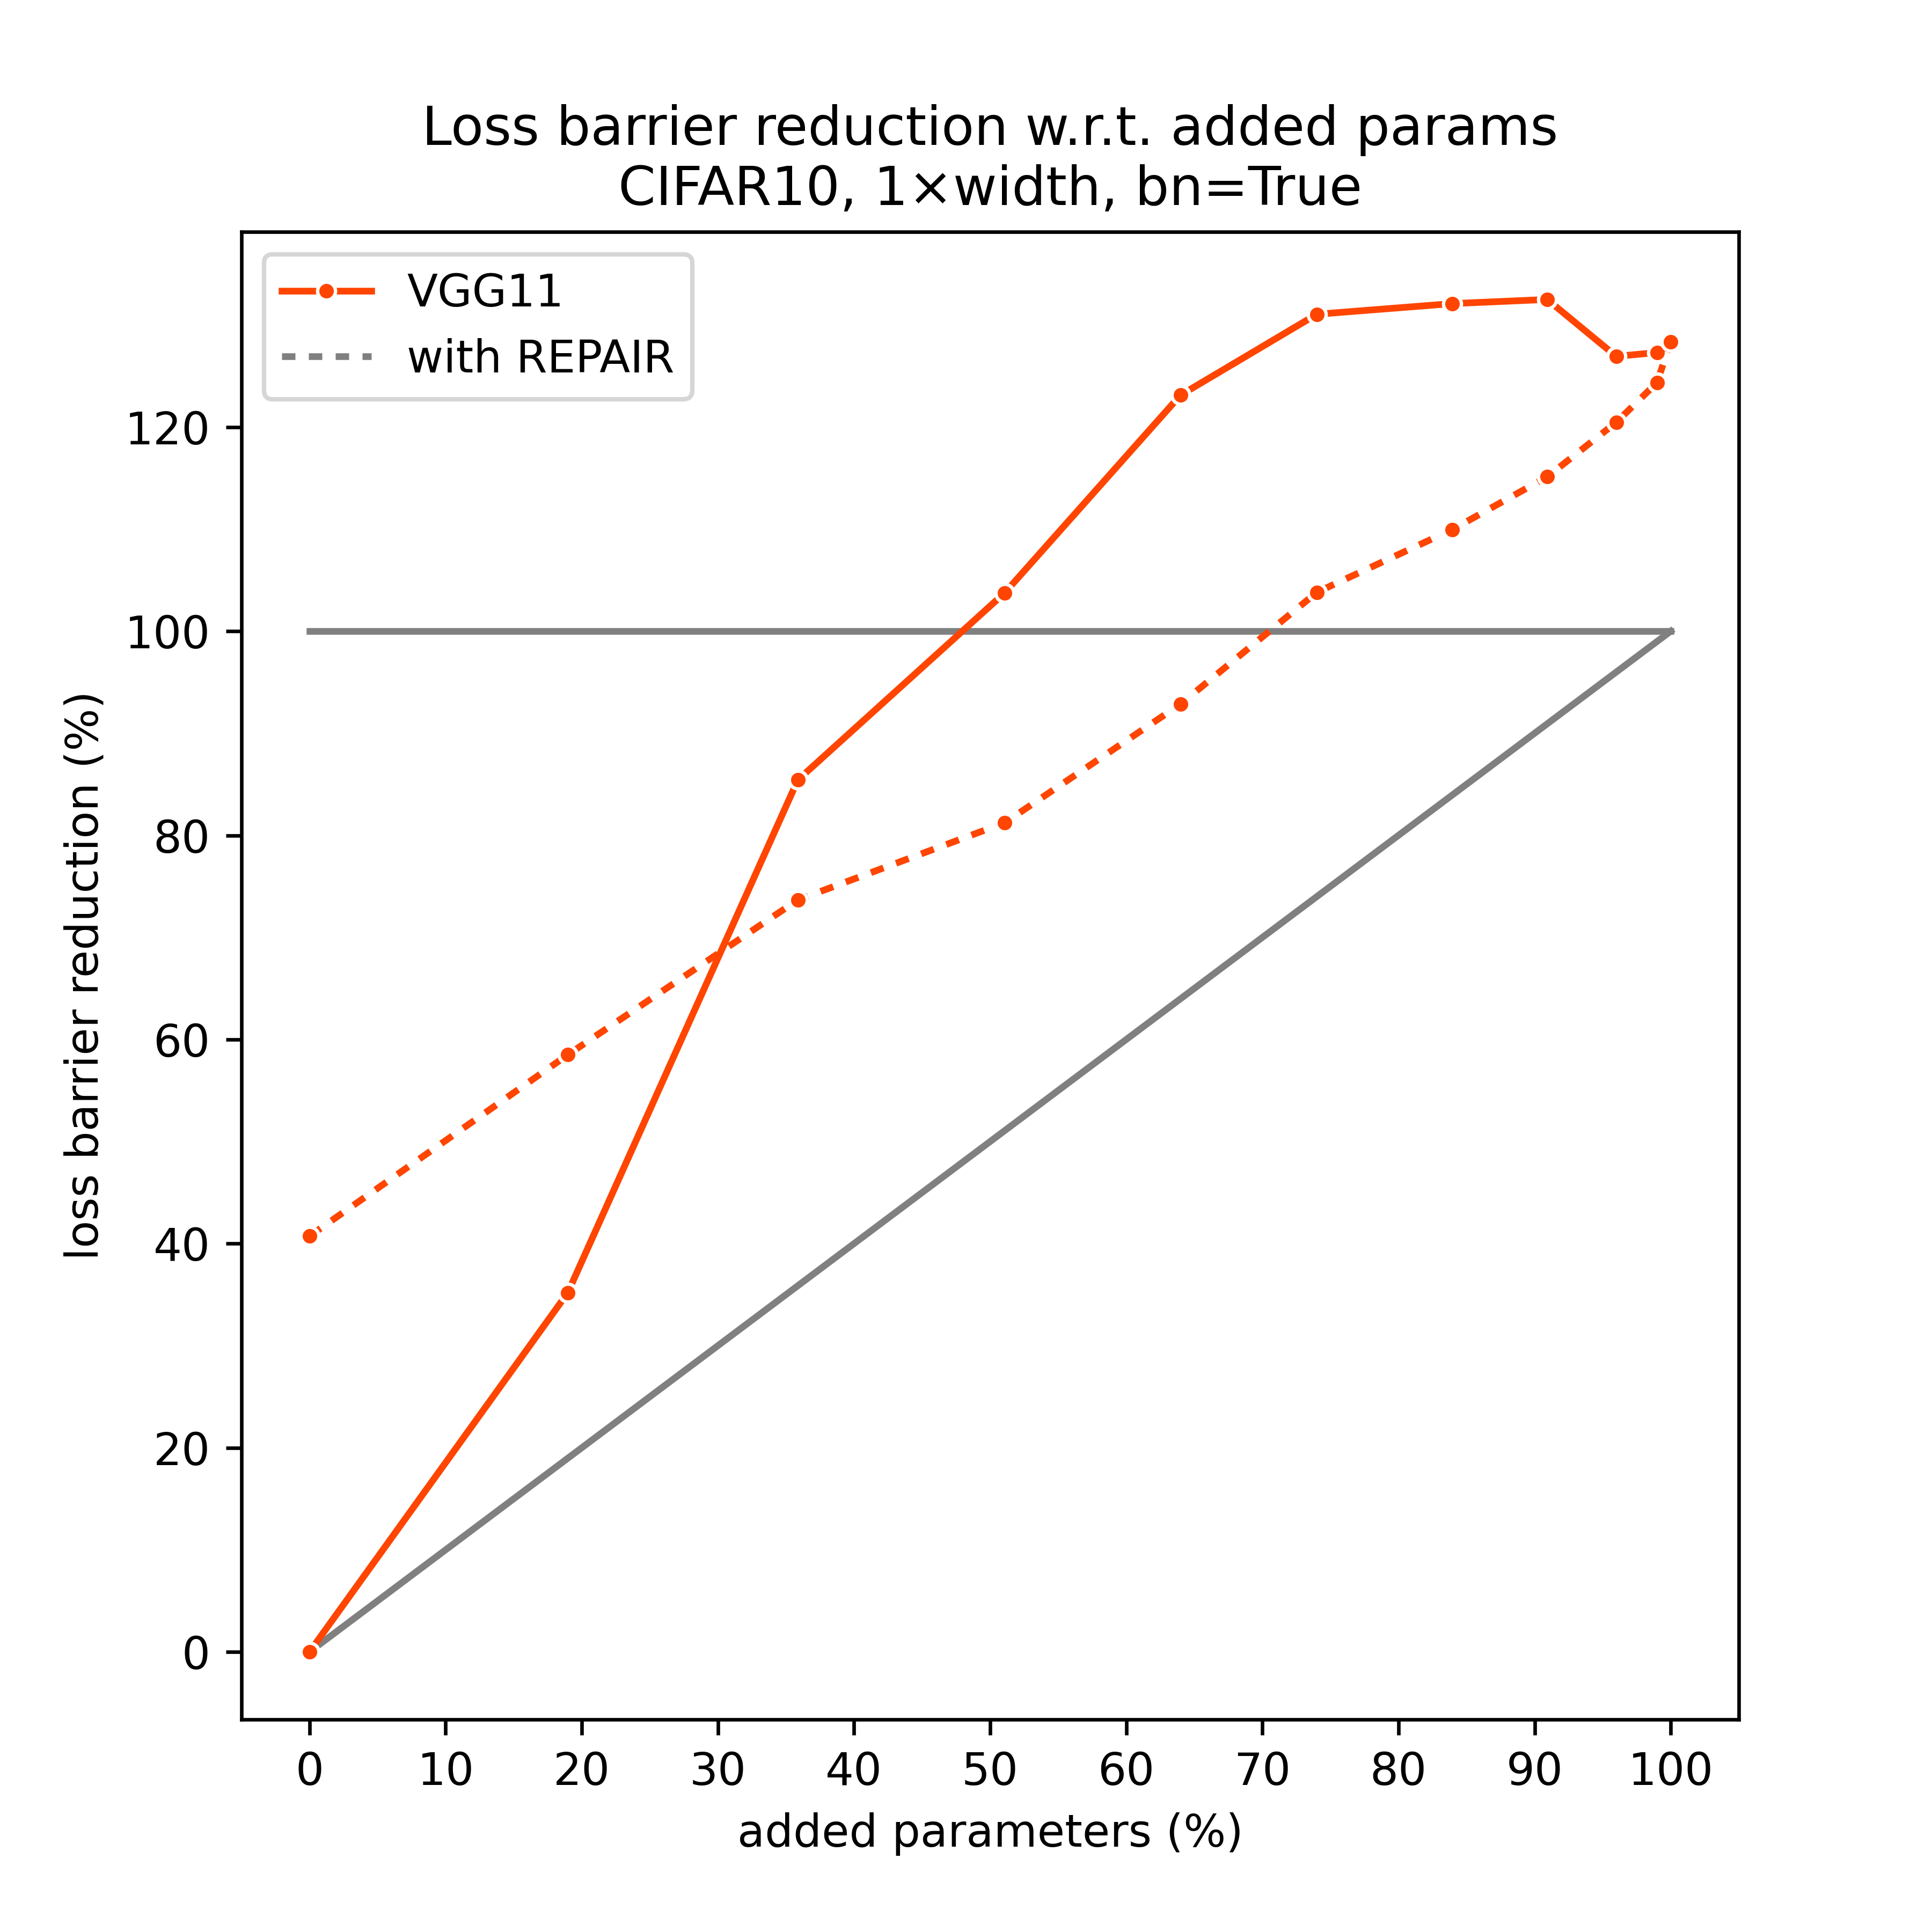 Loss barrier reduction w.r.t. added params
CIFAR10, 1×width, bn=True
VGG11
with REPAIR
120
100
80
60
40
20
0
loss barrier reduction (%)
0 10 20 30 40 50 60 70 80 90 100
added parameters (%)